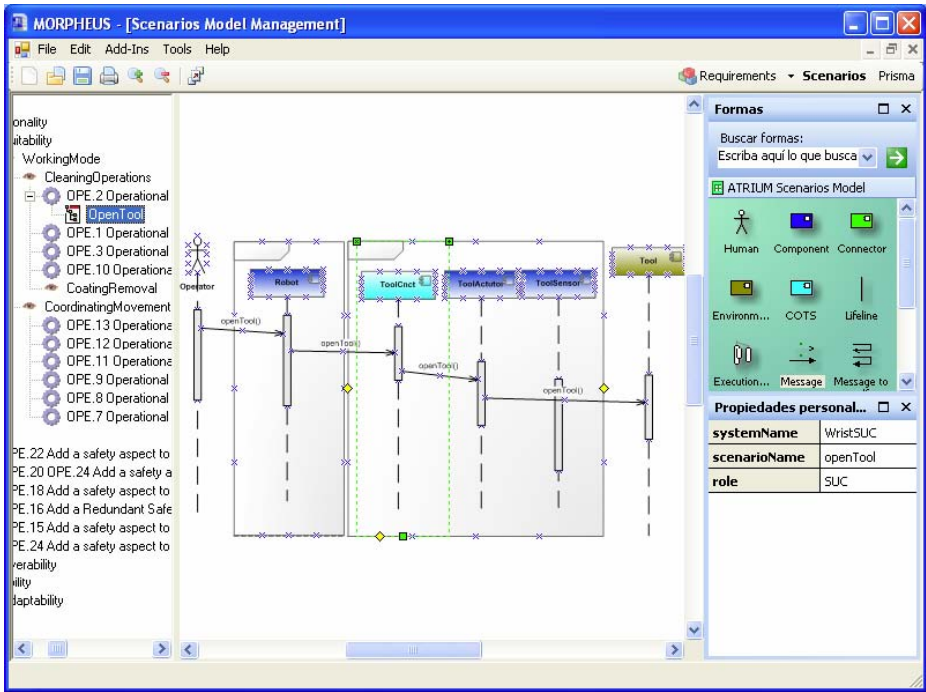 MORPHEUS - [Scenarios Model Management]
File Edit Add-Ins Tools Help
Requirements Scenarios Prisma
onality
uitability
WorkingMode
CleaningOperations
OPE.2 Operational
OpenTool
OPE.1 Operational
OPE.3 Operational
OPE.10 Operationa
CoatingRemoval
CoordinatingMovement
OPE.13 Operationa
OPE.12 Operationa
OPE.11 Operationa
OPE.9 Operational
OPE.8 Operational
OPE.7 Operational
PE.22 Add a safety aspect to
PE.20 OPE.24 Add a safety a
PE.18 Add a safety aspect to
PE.16 Add a Redundant Safe
PE.15 Add a safety aspect to
PE.24 Add a safety aspect to
verability
ility
daptability
Operator
Robot
ToolCnct
ToolActutor
ToolSensor
Tool
openTool()
openTool()
openTool()
openTool()
Formas
Buscar formas:
Escriba aquí lo que busca
ATRIUM Scenarios Model
Human Component Connector
Environm... COTS Lifeline
Execution... Message Message to
Propiedades personal...
systemName WristSUC
scenarioName openTool
role SUC